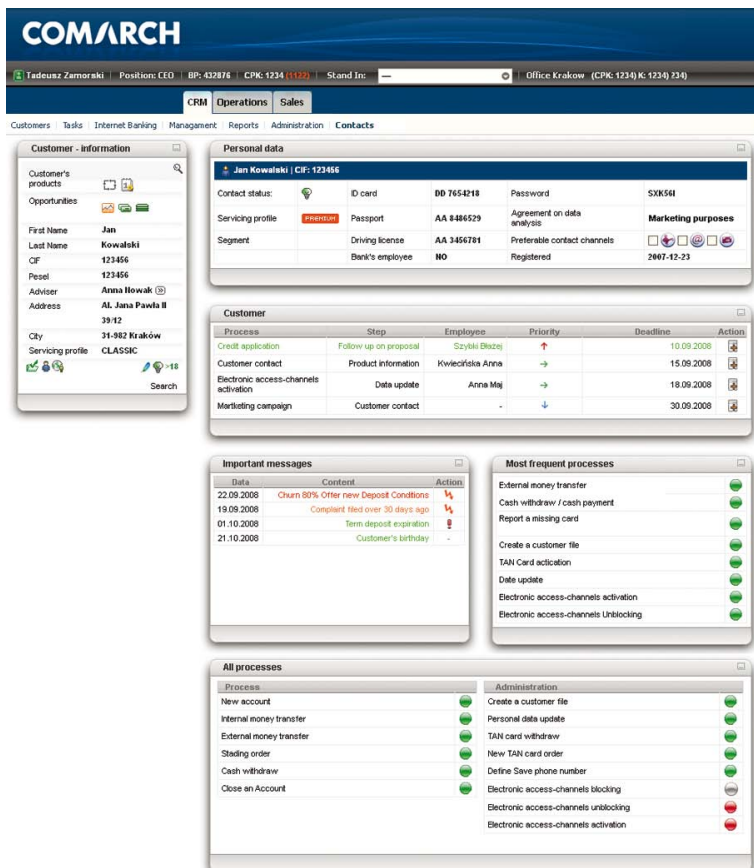 COMARCH
Tadeusz Zamorski | Position: CEO | BP: 432876 | CPK: 1234 (1122) | Stand In: — | Office Krakow (CPK: 1234) K: 1234) 234)
CRM Operations Sales
Customers | Tasks | Internet Banking | Managament | Reports | Administration | Contacts
Customer - information
Customer's products
Opportunities
First Name Jan
Last Name Kowalski
CIF 123456
Pesel 123456
Adviser Anna Nowak
Address Al. Jana Pawła II
39/12
City 31-982 Kraków
Servicing profile CLASSIC
>18
Search
Personal data
Jan Kowalski | CIF: 123456
Contact status: ID card DD 7654218 Password SXK56I
Servicing profile PREMIUM Passport AA 8486529 Agreement on data analysis Marketing purposes
Segment Driving license AA 3456781 Preferable contact channels
Bank's employee NO Registered 2007-12-23
Customer
Process Step Employee Priority Deadline Action
Credit application Follow up on proposal Szybki Błażej 10.09.2008
Customer contact Product information Kwiecińska Anna 15.09.2008
Electronic access-channels activation Data update Anna Maj 18.09.2008
Martketing campaign Customer contact - 30.09.2008
Important messages
Data Content Action
22.09.2008 Churn 80% Offer new Deposit Conditions
19.09.2008 Complaint filed over 30 days ago
01.10.2008 Term deposit expiration
21.10.2008 Customer's birthday -
Most frequent processes
External money transfer
Cash withdraw / cash payment
Report a missing card
Create a customer file
TAN Card actication
Date update
Electronic access-channels activation
Electronic access-channels Unblocking
All processes
Process
New account
Internal money transfer
External money transfer
Stading order
Cash withdraw
Close an Account
Administration
Create a customer file
Personal data update
TAN card withdraw
New TAN card order
Define Save phone number
Electronic access-channels blocking
Electronic access-channels unblocking
Electronic access-channels activation